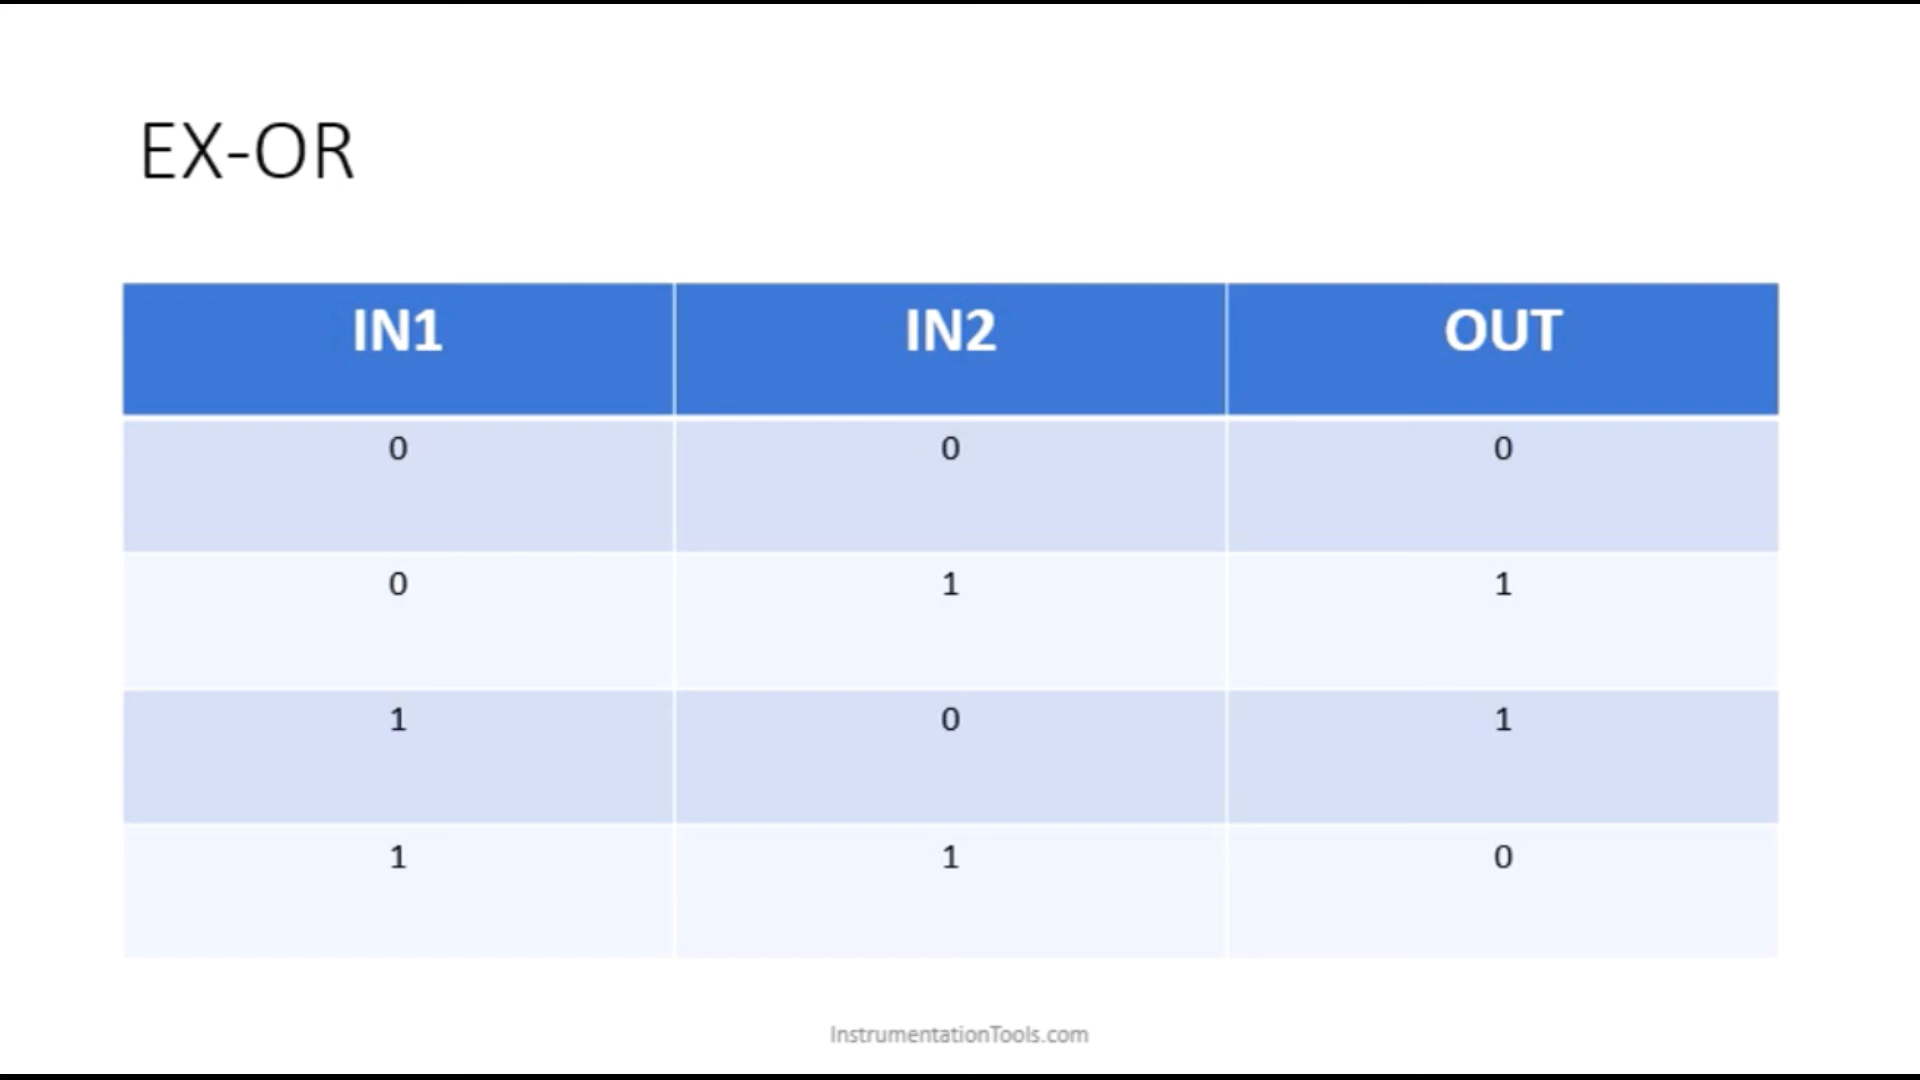 EX-OR
IN1 IN2 OUT
0 0 0
0 1 1
1 0 1
1 1 0
InstrumentationTools.com